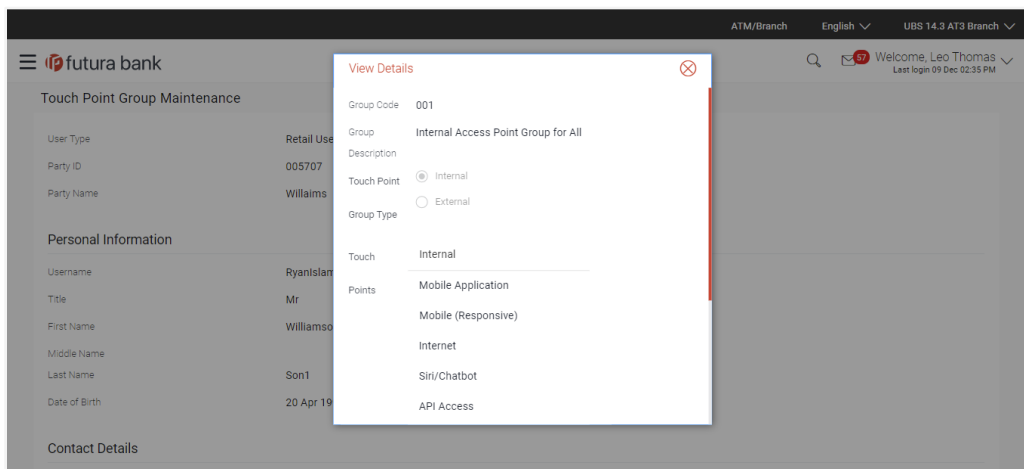 ATM/Branch English UBS 14.3 AT3 Branch
futura bank
57 Welcome, Leo Thomas
Last login 09 Dec 02:35 PM
Touch Point Group Maintenance
User Type Retail Use
Party ID 005707
Party Name Willaims
Personal Information
Username RyanIslam
Title Mr
First Name Williamso
Middle Name
Last Name Son1
Date of Birth 20 Apr 19
Contact Details
View Details
Group Code 001
Group Internal Access Point Group for All
Description
Touch Point Internal
External
Group Type
Touch Internal
Points Mobile Application
Mobile (Responsive)
Internet
Siri/Chatbot
API Access